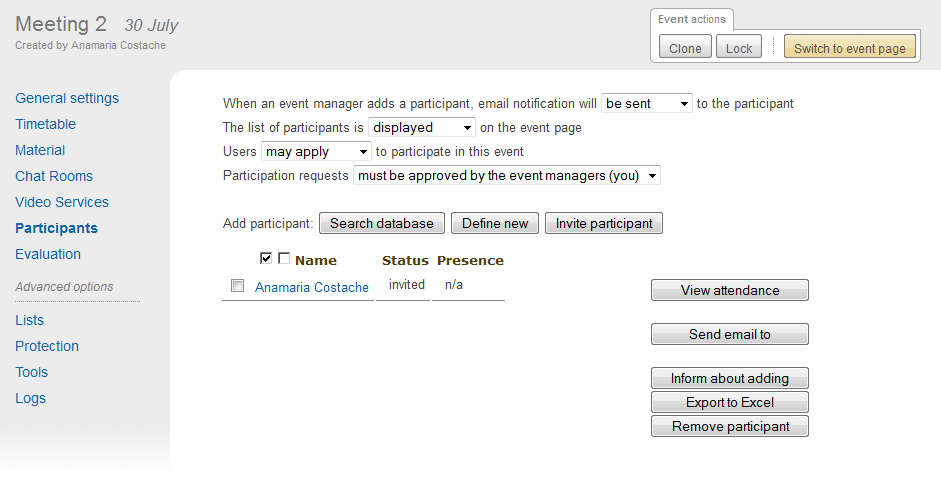 Meeting 2 30 July
Created by Anamaria Costache
Event actions
Clone Lock Switch to event page
General settings
Timetable
Material
Chat Rooms
Video Services
Participants
Evaluation
Advanced options
Lists
Protection
Tools
Logs
When an event manager adds a participant, email notification will be sent to the participant
The list of participants is displayed on the event page
Users may apply to participate in this event
Participation requests must be approved by the event managers (you)
Add participant: Search database Define new Invite participant
Name Status Presence
Anamaria Costache invited n/a
View attendance
Send email to
Inform about adding
Export to Excel
Remove participant